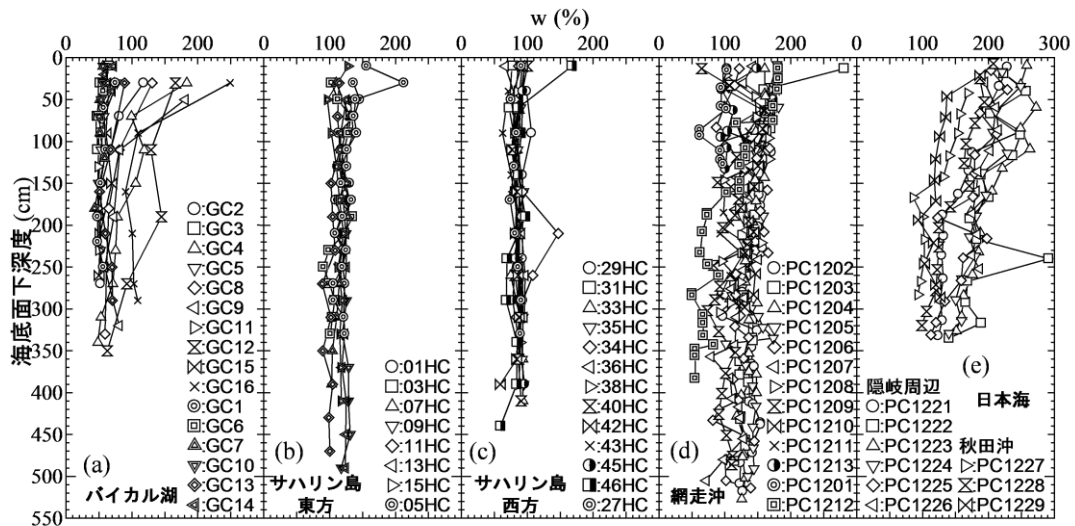 w (%)
0 100 200 0 100 200 0 100 200 0 100 200 0 100 200 300
海底面下深度 (cm)
0
50
100
150
200
250
300
350
400
450
500
550
:GC2
:GC3
:GC4
:GC5
:GC8
:GC9
:GC11
:GC12
:GC15
:GC16
:GC1
:GC6
:GC7
:GC10
:GC13
:GC14
(a)
バイカル湖
:01HC
:03HC
:07HC
:09HC
:11HC
:13HC
:15HC
:05HC
(b)
サハリン島
東方
:29HC
:31HC
:33HC
:35HC
:34HC
:36HC
:38HC
:40HC
:42HC
:43HC
:45HC
:46HC
:27HC
(c)
サハリン島
西方
:PC1202
:PC1203
:PC1204
:PC1205
:PC1206
:PC1207
:PC1208
:PC1209
:PC1210
:PC1211
:PC1213
:PC1201
:PC1212
(d)
網走沖
隠岐周辺
:PC1221
:PC1222
:PC1223
:PC1224
:PC1225
:PC1226
(e)
日本海
秋田沖
:PC1227
:PC1228
:PC1229